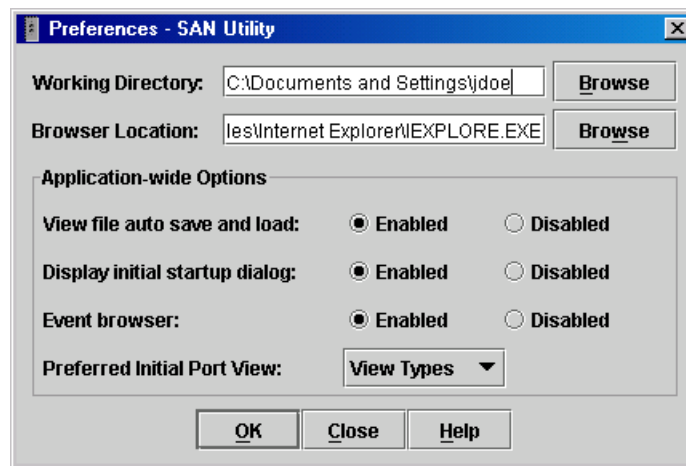 Preferences - SAN Utility
Working Directory: C:\Documents and Settings\jdoe Browse
Browser Location: les\Internet Explorer\IEXPLORE.EXE Browse
Application-wide Options
View file auto save and load: Enabled Disabled
Display initial startup dialog: Enabled Disabled
Event browser: Enabled Disabled
Preferred Initial Port View: View Types
OK Close Help